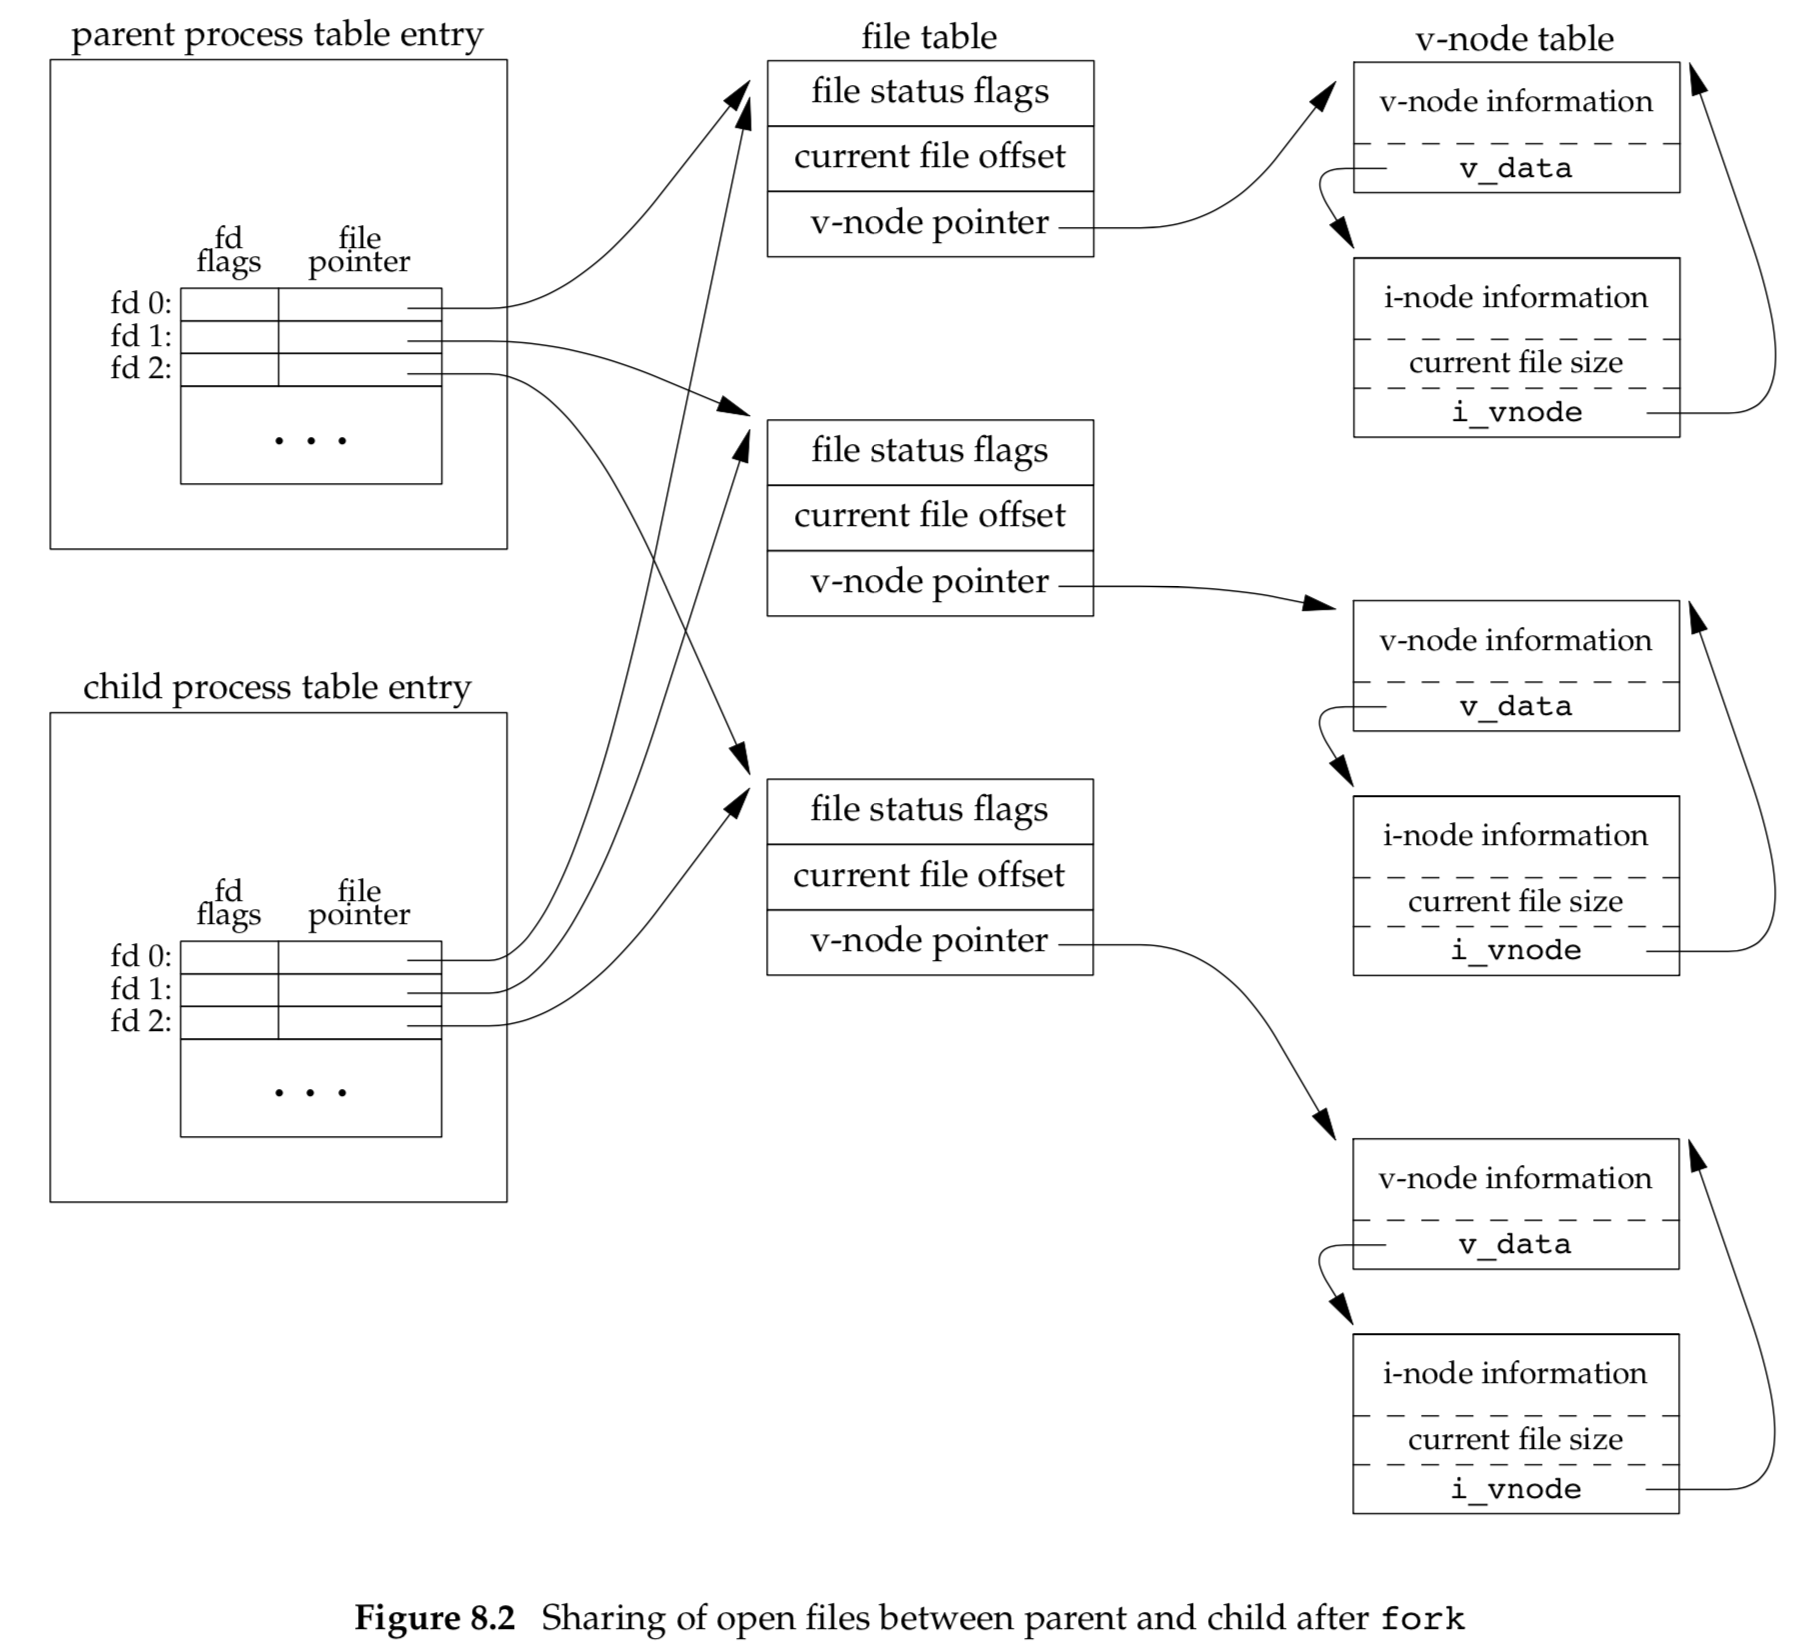 parent process table entry
fd
flags
file
pointer
fd 0:
fd 1:
fd 2:
. . .
child process table entry
fd
flags
file
pointer
fd 0:
fd 1:
fd 2:
. . .
file table
file status flags
current file offset
v-node pointer
file status flags
current file offset
v-node pointer
file status flags
current file offset
v-node pointer
v-node table
v-node information
v_data
i-node information
current file size
i_vnode
v-node information
v_data
i-node information
current file size
i_vnode
v-node information
v_data
i-node information
current file size
i_vnode
Figure 8.2 Sharing of open files between parent and child after fork